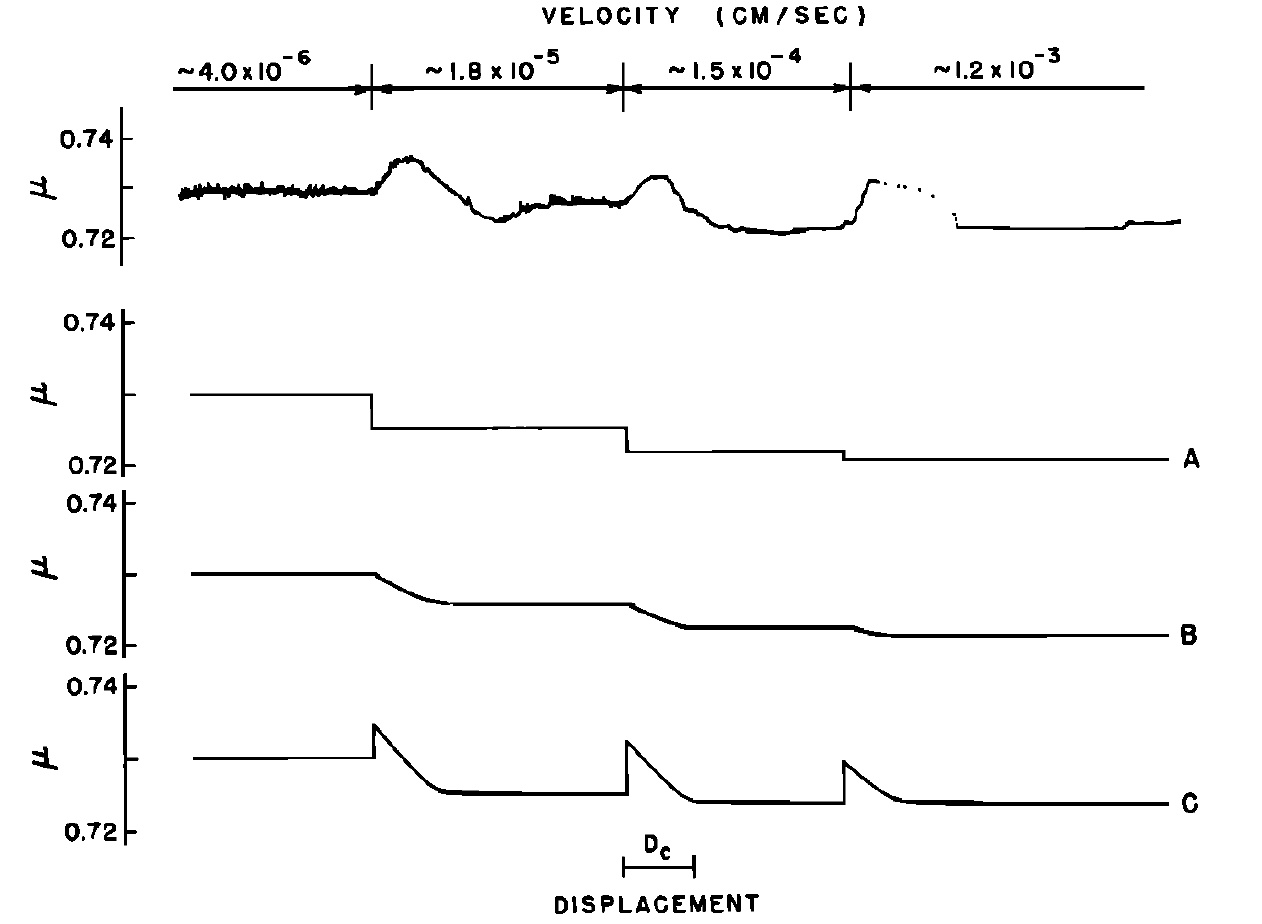 VELOCITY (CM/SEC)
~4.0x10⁻⁶ ~1.8x10⁻⁵ ~1.5x10⁻⁴ ~1.2x10⁻³
0.74
μ
0.72
0.74
μ
0.72
A
0.74
μ
0.72
B
0.74
μ
0.72
C
Dc
DISPLACEMENT